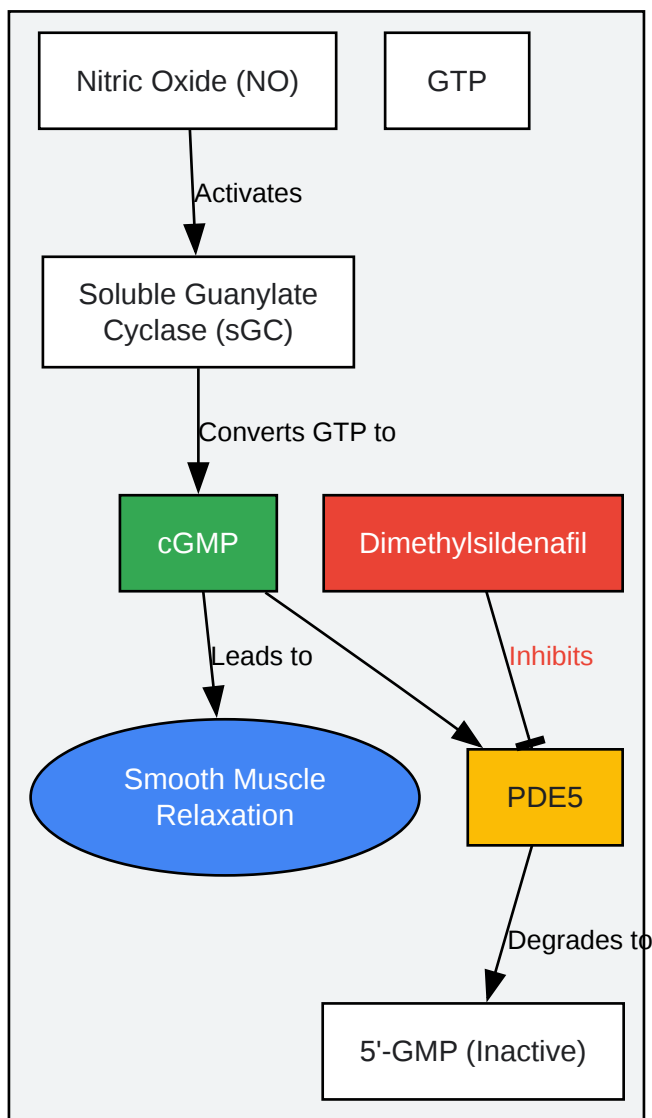 Nitric Oxide (NO)
GTP
Activates
Soluble Guanylate
Cyclase (sGC)
Converts GTP to
cGMP
Dimethylsildenafil
Leads to
Inhibits
Smooth Muscle
Relaxation
PDE5
Degrades to
5'-GMP (Inactive)